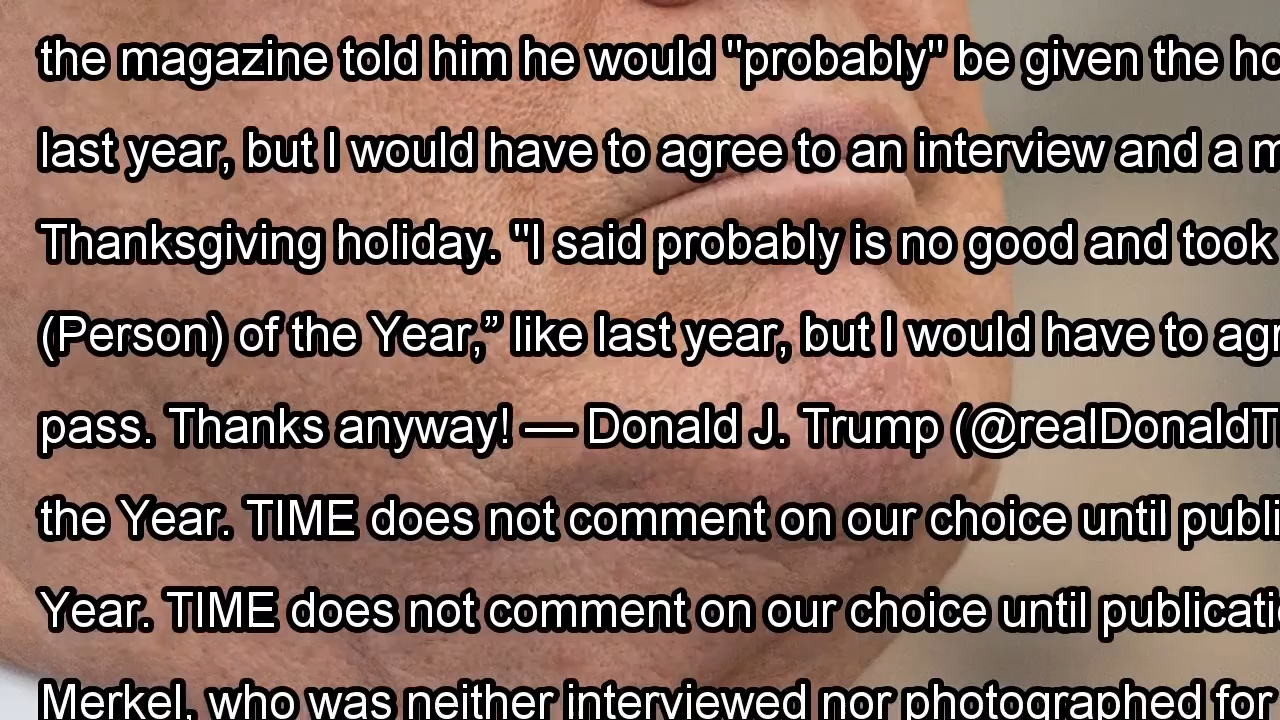 the magazine told him he would "probably" be given the ho
last year, but I would have to agree to an interview and a m
Thanksgiving holiday. "I said probably is no good and took
(Person) of the Year,” like last year, but I would have to agr
pass. Thanks anyway! — Donald J. Trump (@realDonaldT
the Year. TIME does not comment on our choice until publi
Year. TIME does not comment on our choice until publicati
Merkel, who was neither interviewed nor photographed for